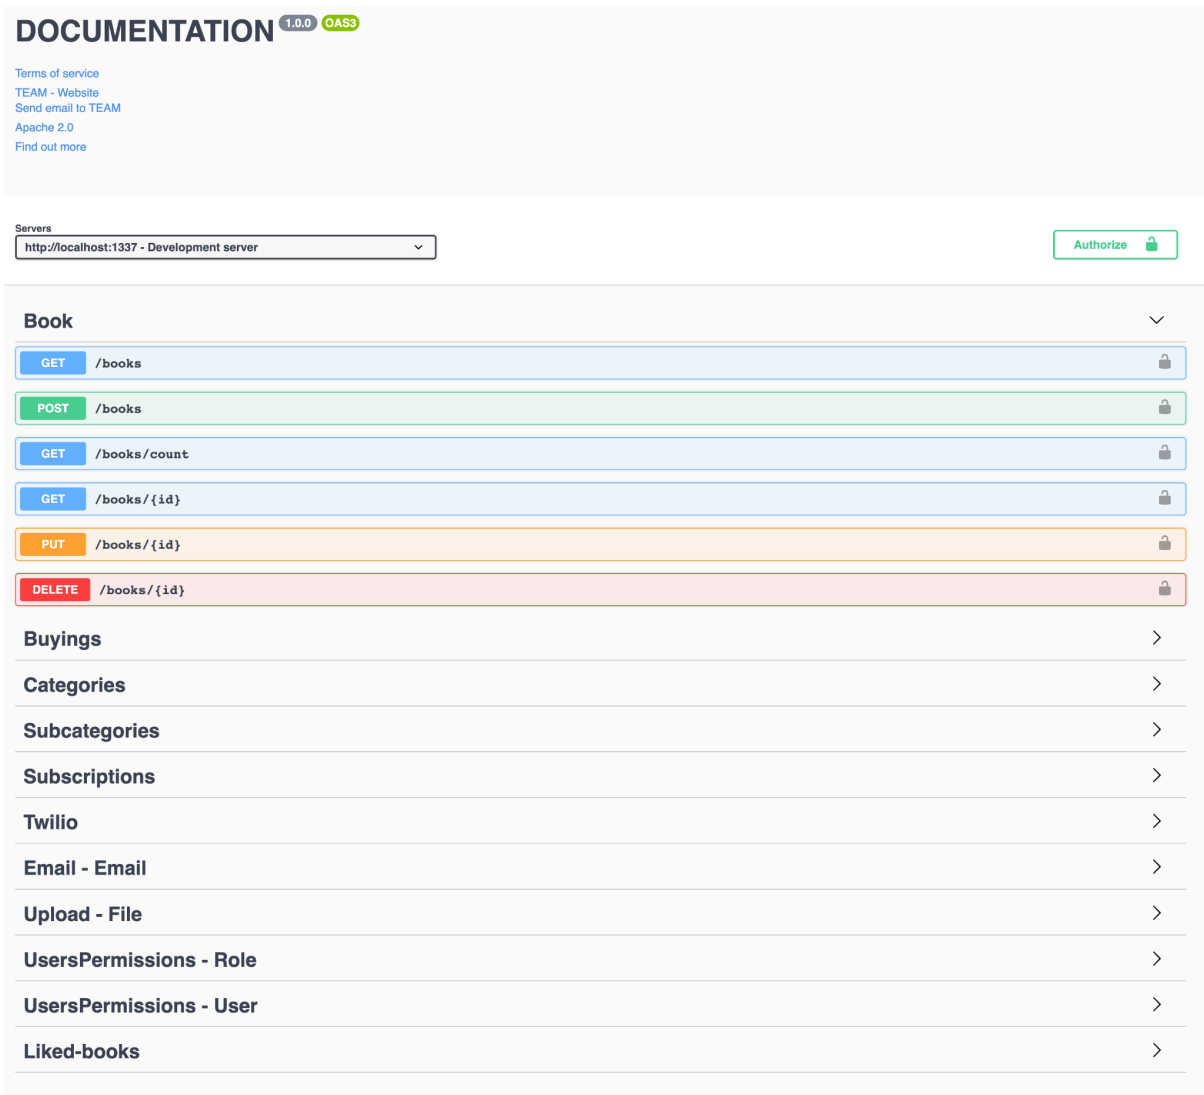 DOCUMENTATION 1.0.0 OAS3
Terms of service
TEAM - Website
Send email to TEAM
Apache 2.0
Find out more
Servers
http://localhost:1337 - Development server
Authorize
Book
GET /books
POST /books
GET /books/count
GET /books/{id}
PUT /books/{id}
DELETE /books/{id}
Buyings
Categories
Subcategories
Subscriptions
Twilio
Email - Email
Upload - File
UsersPermissions - Role
UsersPermissions - User
Liked-books